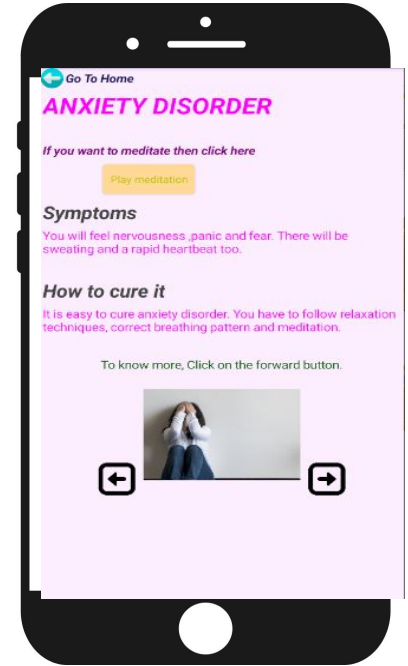 Go To Home
ANXIETY DISORDER
If you want to meditate then click here
Play meditation
Symptoms
You will feel nervousness ,panic and fear. There will be
sweating and a rapid heartbeat too.
How to cure it
It is easy to cure anxiety disorder. You have to follow relaxation
techniques, correct breathing pattern and meditation.
To know more, Click on the forward button.